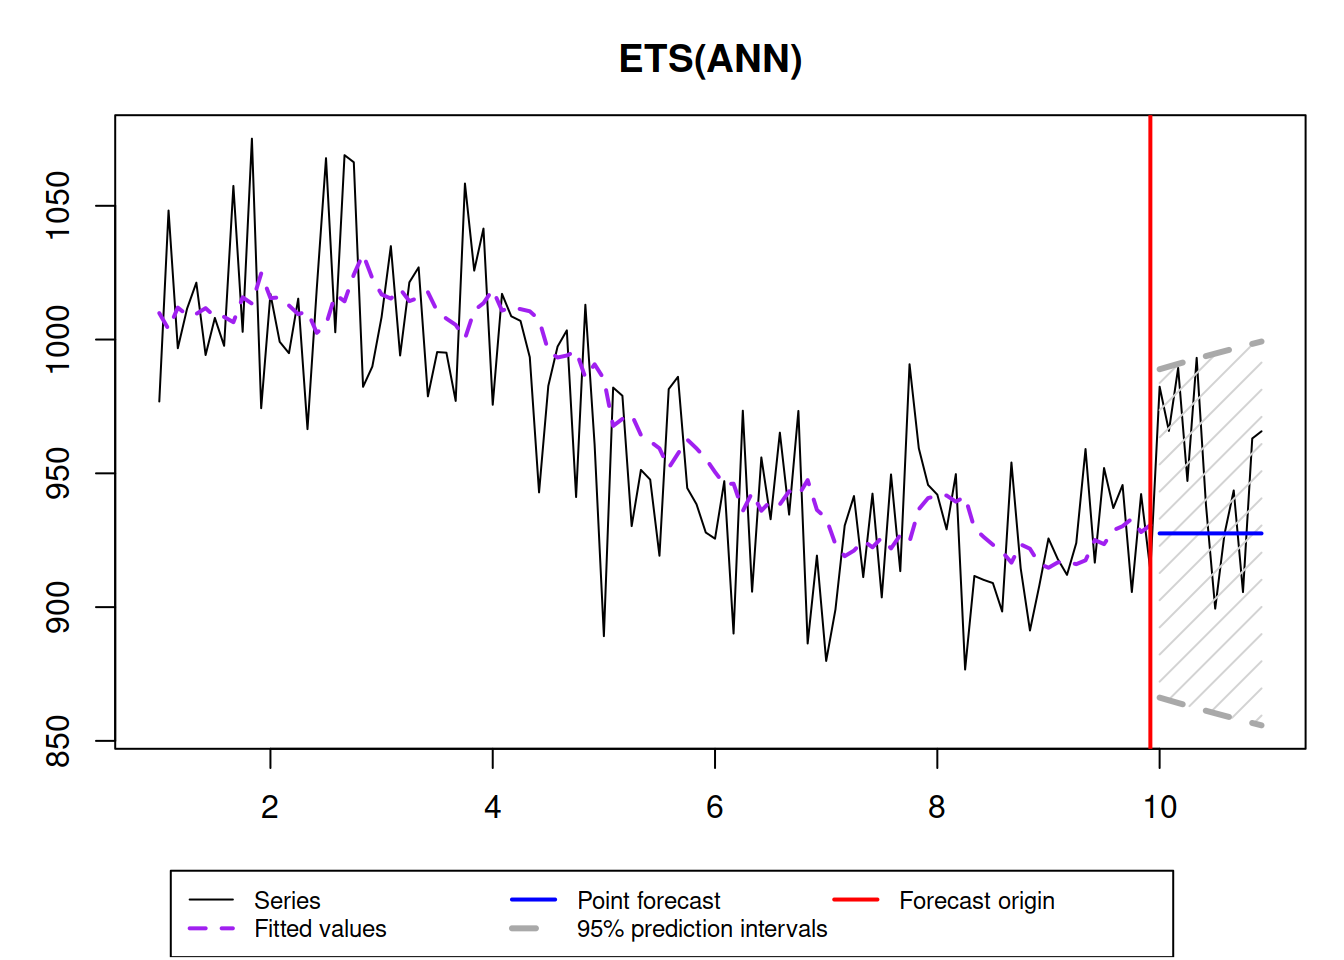 ETS(ANN)
1050
1000
950
900
850
2 4 6 8 10
Series Point forecast Forecast origin
Fitted values 95% prediction intervals